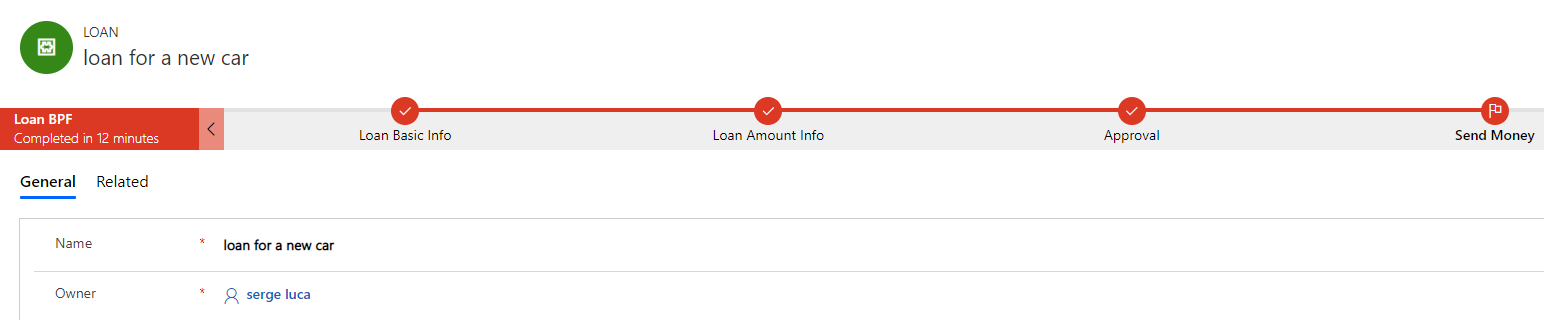 LOAN
loan for a new car
Loan BPF
Completed in 12 minutes
Loan Basic Info
Loan Amount Info
Approval
Send Money
General Related
Name * loan for a new car
Owner * serge luca